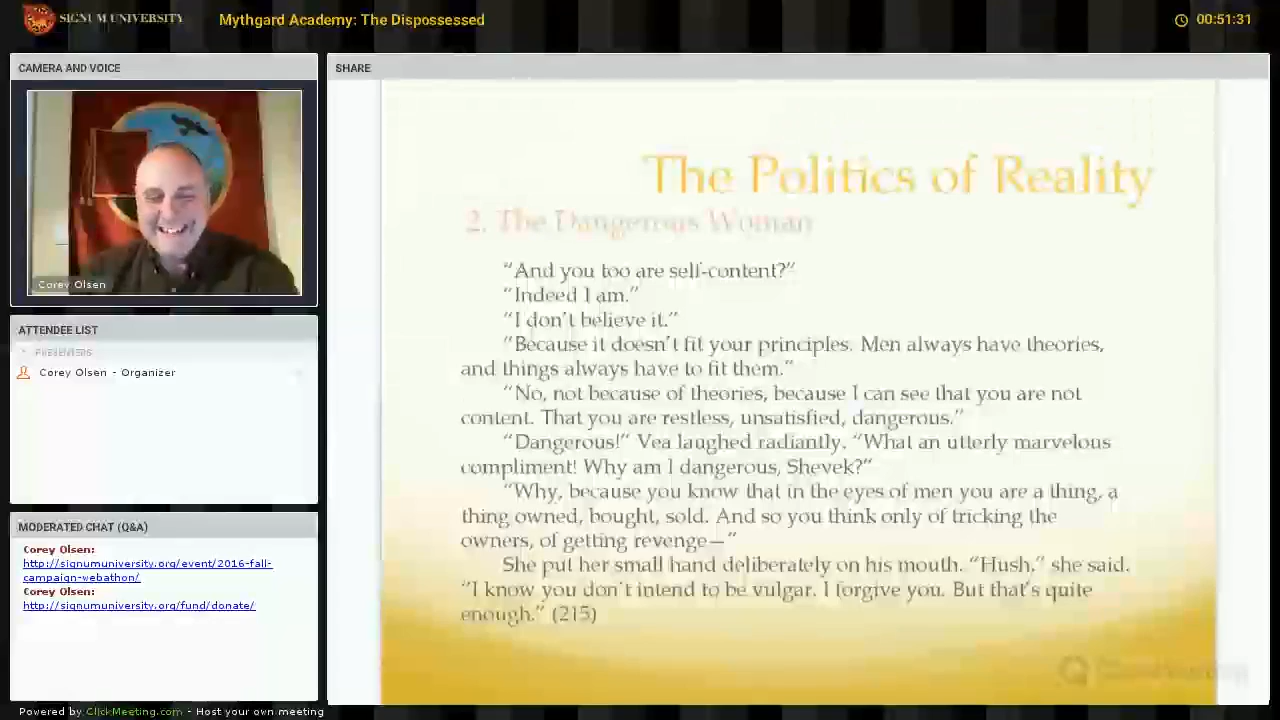 SIGNUM UNIVERSITY
Mythgard Academy: The Dispossessed
00:51:31
CAMERA AND VOICE
Corey Olsen
ATTENDEE LIST
PRESENTERS
Corey Olsen - Organizer
MODERATED CHAT (Q&A)
Corey Olsen:
http://signumuniversity.org/event/2016-fall-
campaign-webathon/
Corey Olsen:
http://signumuniversity.org/fund/donate/
SHARE
The Politics of Reality
2. The Dangerous Woman
“And you too are self-content?”
“Indeed I am.”
“I don’t believe it.”
“Because it doesn’t fit your principles. Men always have theories,
and things always have to fit them.”
“No, not because of theories, because I can see that you are not
content. That you are restless, unsatisfied, dangerous.”
“Dangerous!” Vea laughed radiantly. “What an utterly marvelous
compliment! Why am I dangerous, Shevek?”
“Why, because you know that in the eyes of men you are a thing, a
thing owned, bought, sold. And so you think only of tricking the
owners, of getting revenge—”
She put her small hand deliberately on his mouth. “Hush,” she said.
“I know you don’t intend to be vulgar. I forgive you. But that’s quite
enough.” (215)
Powered by ClickMeeting.com - Host your own meeting